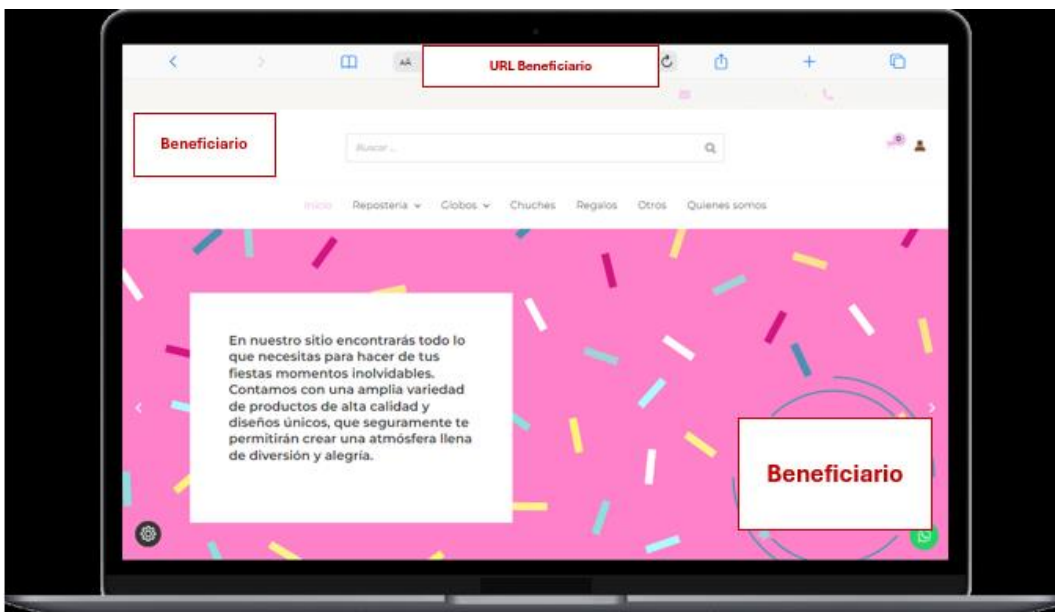 AA
URL Beneficiario
Beneficiario
Buscar ...
0
Inicio Repostería Globos Chuches Regalos Otros Quienes somos
En nuestro sitio encontrarás todo lo
que necesitas para hacer de tus
fiestas momentos inolvidables.
Contamos con una amplia variedad
de productos de alta calidad y
diseños únicos, que seguramente te
permitirán crear una atmósfera llena
de diversión y alegría.
Beneficiario